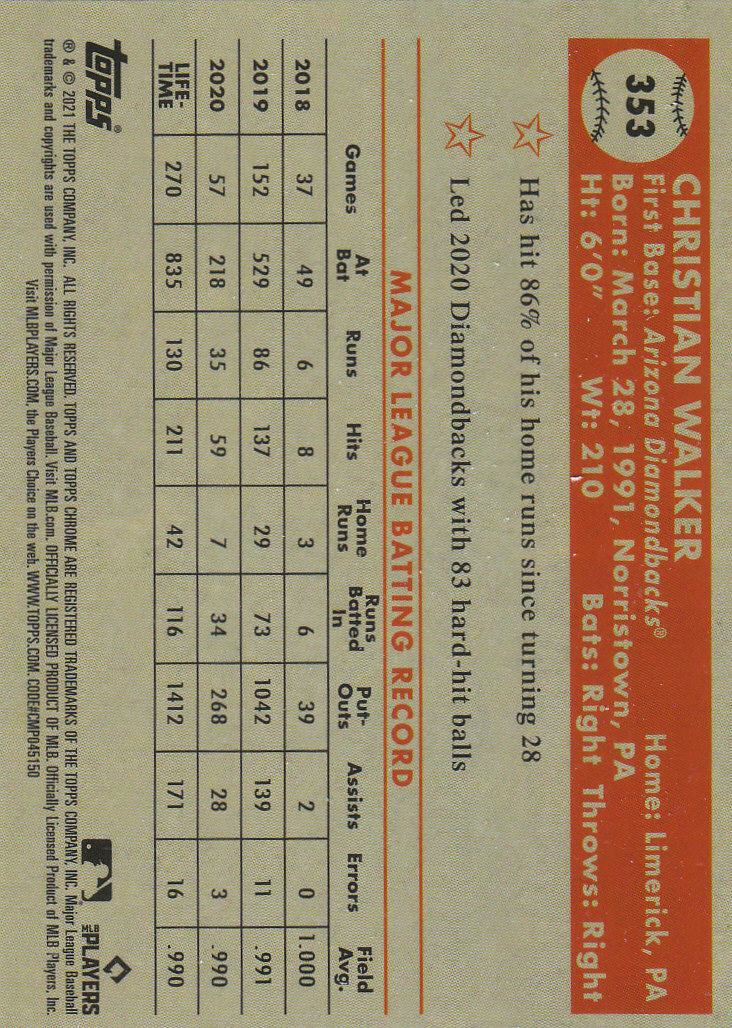 353
CHRISTIAN WALKER
First Base: Arizona Diamondbacks® Home: Limerick, PA
Born: March 28, 1991, Norristown, PA
Ht: 6'0" Wt: 210 Bats: Right Throws: Right
Has hit 86% of his home runs since turning 28
Led 2020 Diamondbacks with 83 hard-hit balls
MAJOR LEAGUE BATTING RECORD
Games At Bat Runs Hits Home Runs Runs Batted In Put-Outs Assists Errors Field Avg.
2018 37 49 6 8 3 6 39 2 0 1.000
2019 152 529 86 137 29 73 1042 139 11 .991
2020 57 218 35 59 7 34 268 28 3 .990
LIFE-TIME 270 835 130 211 42 116 1412 171 16 .990
Topps®
MLB PLAYERS
® & © 2021 THE TOPPS COMPANY, INC. ALL RIGHTS RESERVED. TOPPS AND TOPPS CHROME ARE REGISTERED TRADEMARKS OF THE TOPPS COMPANY, INC. Major League Baseball
trademarks and copyrights are used with permission of Major League Baseball. Visit MLB.com. OFFICIALLY LICENSED PRODUCT OF MLB. Officially Licensed Product of MLB Players, Inc.
Visit MLBPLAYERS.COM, the Players Choice on the web. WWW.TOPPS.COM. CODE#CMP045150